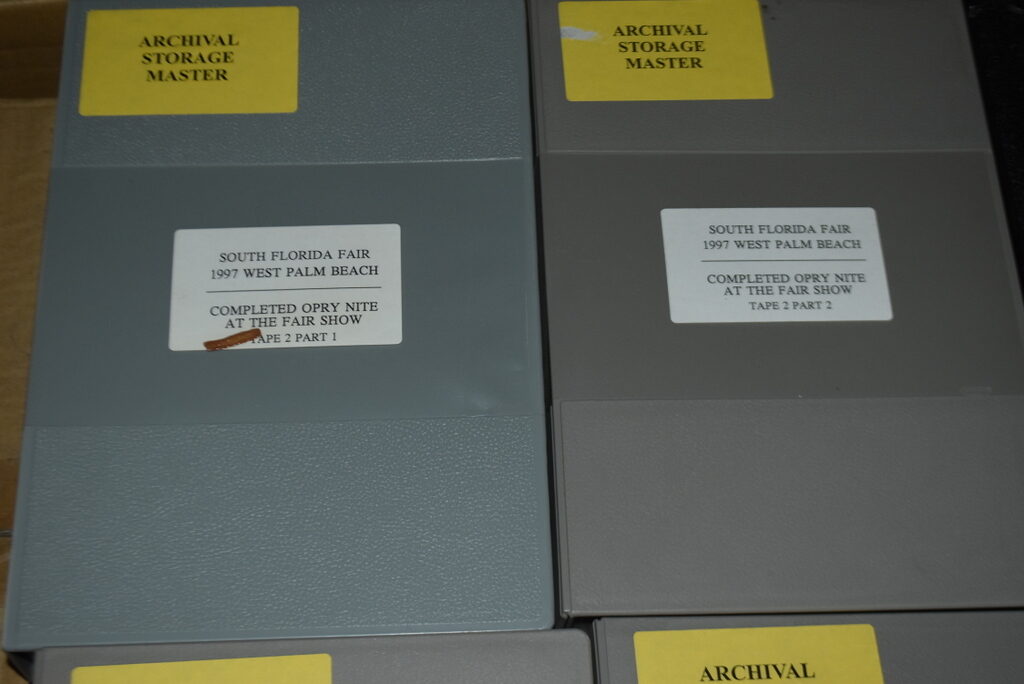 ARCHIVAL
STORAGE
MASTER
SOUTH FLORIDA FAIR
1997 WEST PALM BEACH
COMPLETED OPRY NITE
AT THE FAIR SHOW
TAPE 2 PART 1
ARCHIVAL
STORAGE
MASTER
SOUTH FLORIDA FAIR
1997 WEST PALM BEACH
COMPLETED OPRY NITE
AT THE FAIR SHOW
TAPE 2 PART 2
ARCHIVAL